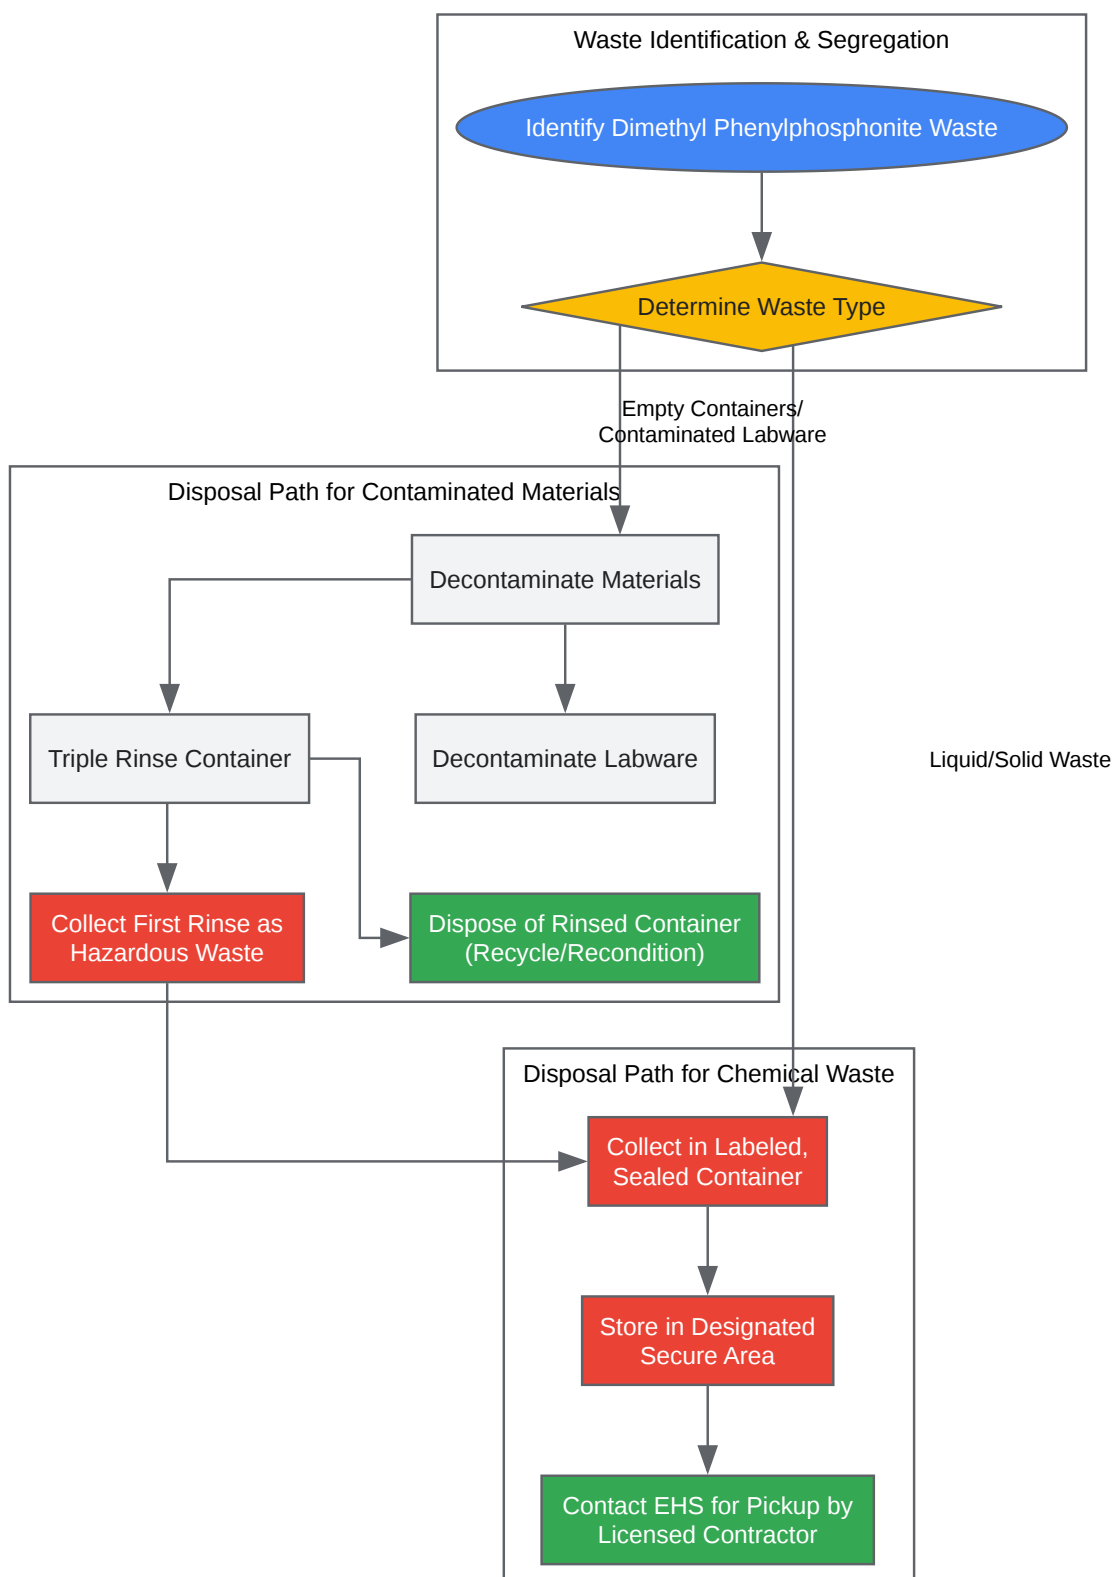 Waste Identification & Segregation
Identify Dimethyl Phenylphosphonite Waste
Determine Waste Type
Empty Containers/
Contaminated Labware
Disposal Path for Contaminated Materials
Decontaminate Materials
Triple Rinse Container
Decontaminate Labware
Liquid/Solid Waste
Collect First Rinse as
Hazardous Waste
Dispose of Rinsed Container
(Recycle/Recondition)
Disposal Path for Chemical Waste
Collect in Labeled,
Sealed Container
Store in Designated
Secure Area
Contact EHS for Pickup by
Licensed Contractor